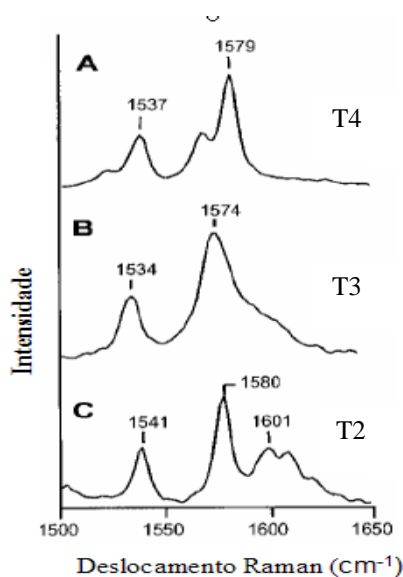 A
1579
1537
T4
B
1574
1534
T3
C
1580
1541
1601
T2
Intensidade
1500
1550
1600
1650
Deslocamento Raman (cm-1)